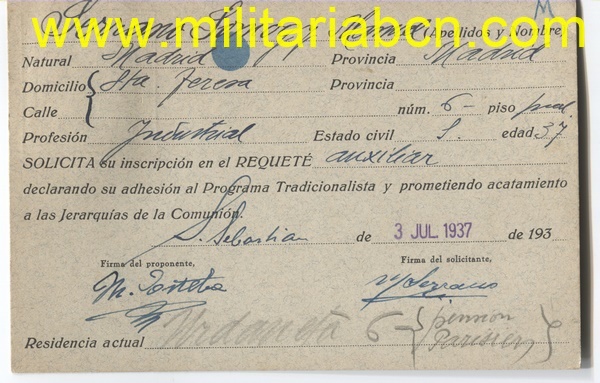 www.militariabcn.com
M
(Apellidos y Nombre)
Natural Madrid Provincia Madrid
Domicilio Sta. Teresa Provincia
Calle núm. 6- piso pral
Profesión Industrial Estado civil S. edad 37
SOLICITA su inscripción en el REQUETÉ auxiliar
declarando su adhesión al Programa Tradicionalista y prometiendo acatamiento
a las Jerarquías de la Comunión.
S. Sebastian de 3 JUL. 1937 de 193
Firma del proponente, Firma del solicitante,
Serrano
Residencia actual Urdaneta 6- pension